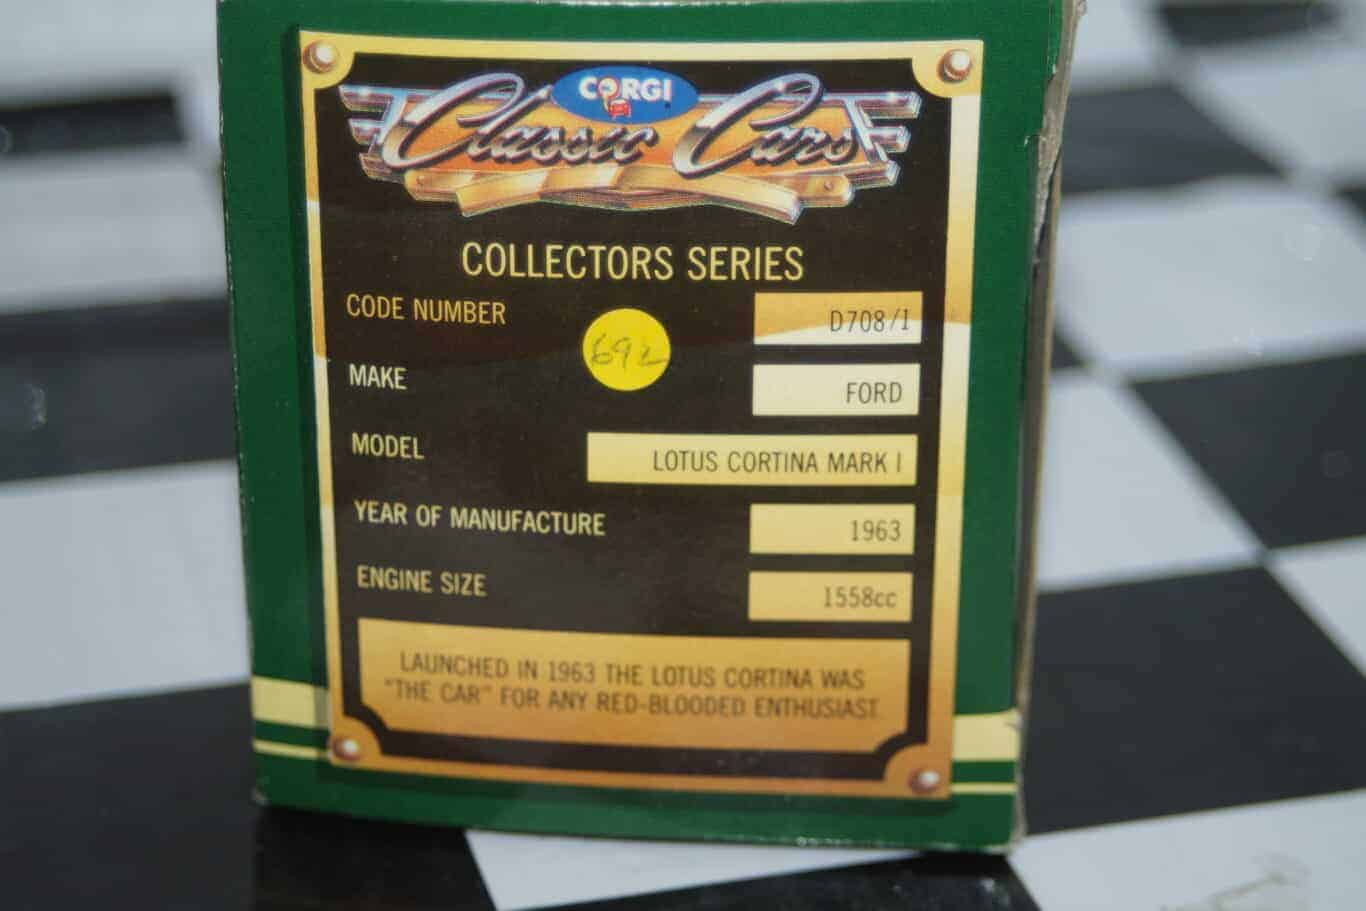 CORGI
Classic Cars
COLLECTORS SERIES
CODE NUMBER D708/1
692
MAKE FORD
MODEL LOTUS CORTINA MARK I
YEAR OF MANUFACTURE 1963
ENGINE SIZE 1558cc
LAUNCHED IN 1963 THE LOTUS CORTINA WAS
"THE CAR" FOR ANY RED-BLOODED ENTHUSIAST.